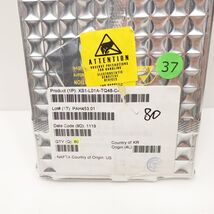 ATTENTION
OBSERVE PRECAUTIONS
FOR HANDLING
ELECTROSTATIC
SENSITIVE
DEVICES
37
Product (1P): XS1-L01A-TQ48-C
Lot# (1T): PAH453.01
80
Date Code (9D): 1119
QTY (Q): 80
Country of KR
Origin (4L):
NAFTA Country of Origin: US